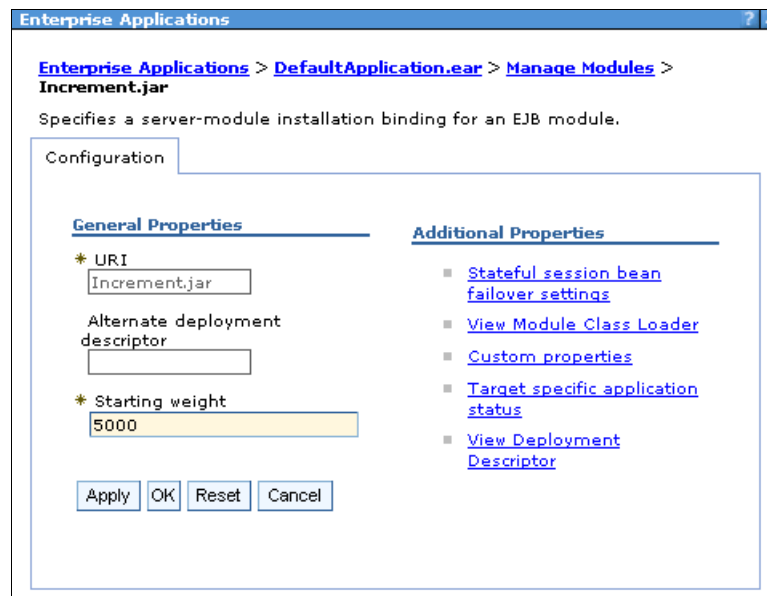 Enterprise Applications ?
Enterprise Applications > DefaultApplication.ear > Manage Modules >
Increment.jar
Specifies a server-module installation binding for an EJB module.
Configuration
General Properties
* URI
Increment.jar
Alternate deployment
descriptor
* Starting weight
5000
Apply OK Reset Cancel
Additional Properties
Stateful session bean
failover settings
View Module Class Loader
Custom properties
Target specific application
status
View Deployment
Descriptor